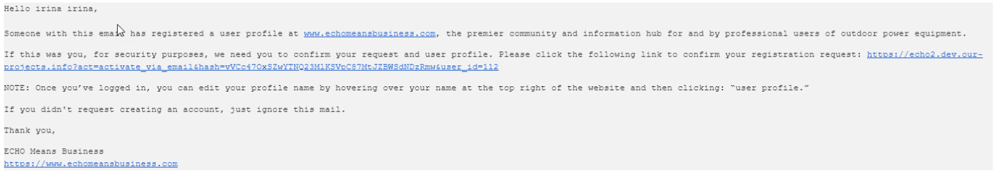 Hello irina irina,
Someone with this email has registered a user profile at www.echomeansbusiness.com, the premier community and information hub for and by professional users of outdoor power equipment.
If this was you, for security purposes, we need you to confirm your request and user profile. Please click the following link to confirm your registration request: https://echo2.dev.our-
projects.info?act=activate_via_email&hash=vVCc47OxSZwYTNQ23MlKSVpC87MtJZBWSdNDzRmw&user_id=112
NOTE: Once you’ve logged in, you can edit your profile name by hovering over your name at the top right of the website and then clicking: “user profile.”
If you didn't request creating an account, just ignore this mail.
Thank you,
ECHO Means Business
https://www.echomeansbusiness.com